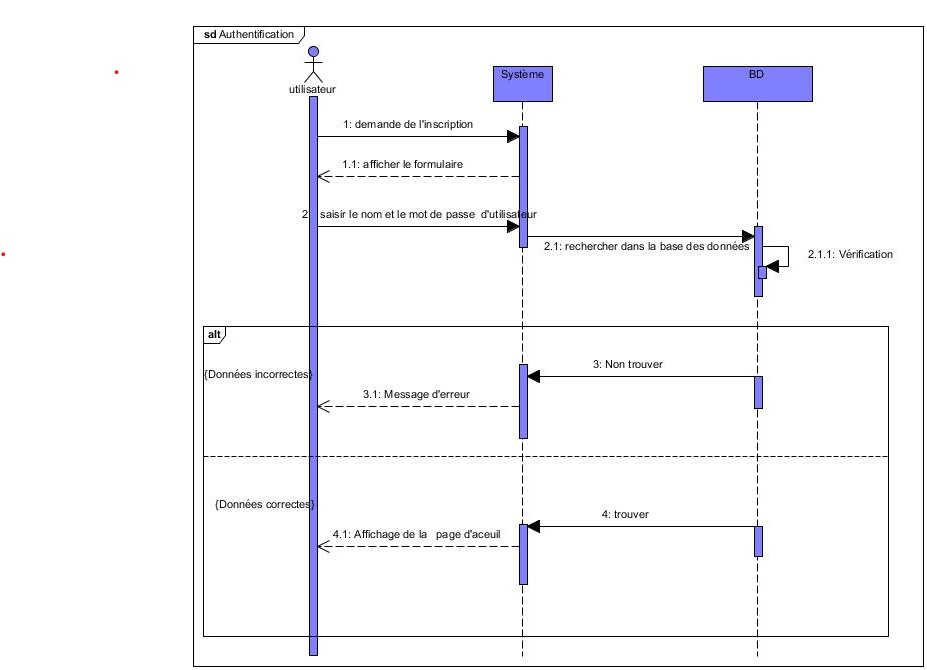 sd Authentification
utilisateur
Système
BD
1: demande de l'inscription
1.1: afficher le formulaire
2: saisir le nom et le mot de passe d'utilisateur
2.1: rechercher dans la base des données
2.1.1: Vérification
alt
{Données incorrectes}
3: Non trouver
3.1: Message d'erreur
{Données correctes}
4: trouver
4.1: Affichage de la page d'aceuil